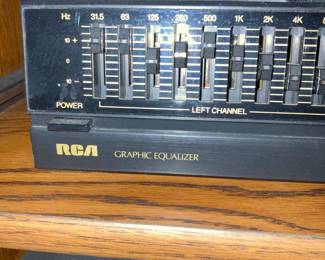 Hz 31.5 63 125 250 500 1K 2K 4K
10 +
0
10 -
POWER LEFT CHANNEL
RCA GRAPHIC EQUALIZER